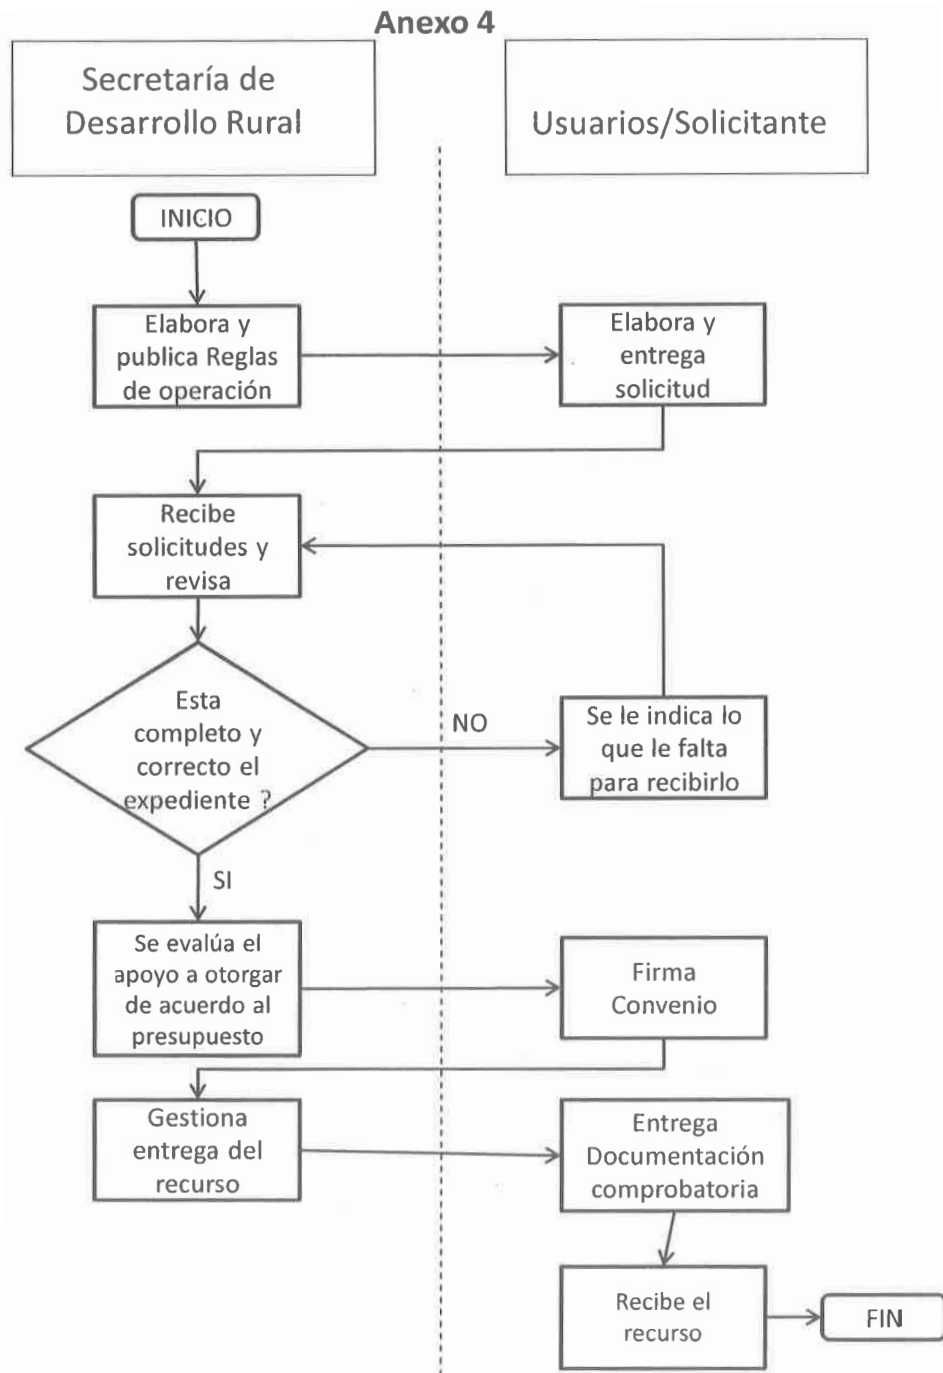 Anexo 4
Secretaría de
Desarrollo Rural
Usuarios/Solicitante
INICIO
Elabora y
publica Reglas
de operación
Elabora y
entrega
solicitud
Recibe
solicitudes y
revisa
Esta
completo y
correcto el
expediente ?
NO
Se le indica lo
que le falta
para recibirlo
SI
Se evalúa el
apoyo a otorgar
de acuerdo al
presupuesto
Firma
Convenio
Gestiona
entrega del
recurso
Entrega
Documentación
comprobatoria
Recibe el
recurso
FIN